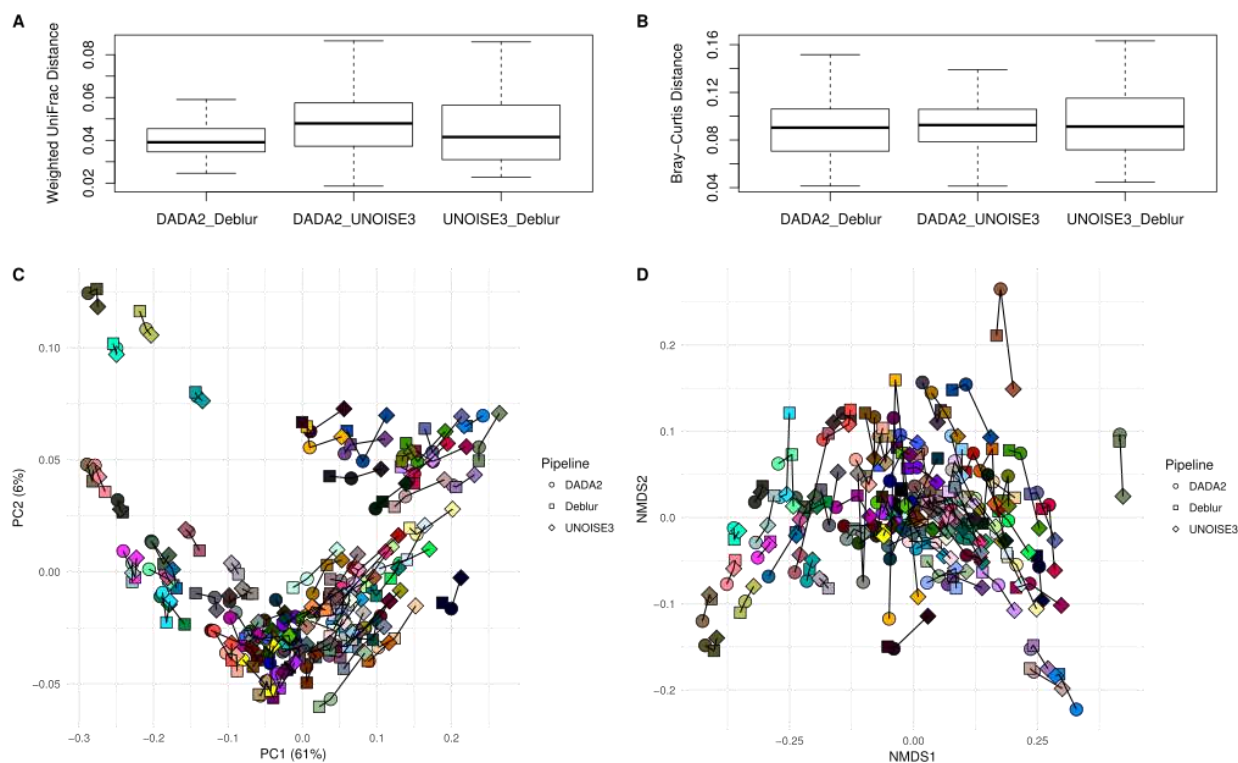 A
Weighted UniFrac Distance
0.08
0.06
0.04
0.02
DADA2_Deblur
DADA2_UNOISE3
UNOISE3_Deblur
B
Bray−Curtis Distance
0.16
0.12
0.08
0.04
DADA2_Deblur
DADA2_UNOISE3
UNOISE3_Deblur
C
PC2 (6%)
0.10
0.05
0.00
−0.05
−0.3
−0.2
−0.1
0.0
0.1
0.2
PC1 (61%)
Pipeline
DADA2
Deblur
UNOISE3
D
NMDS2
0.2
0.1
0.0
−0.1
−0.2
−0.25
0.00
0.25
NMDS1
Pipeline
DADA2
Deblur
UNOISE3